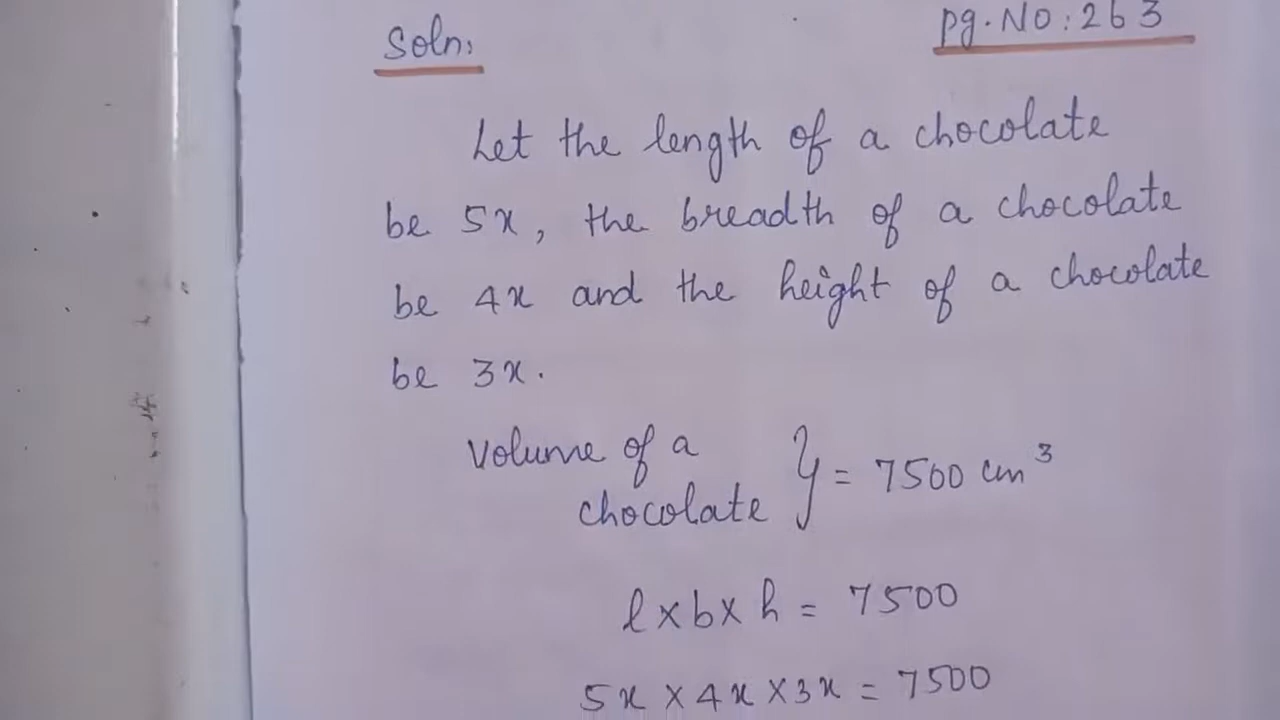 Soln:
Pg.No:263
Let the length of a chocolate
be 5x, the breadth of a chocolate
be 4x and the height of a chocolate
be 3x.
Volume of a
chocolate } = 7500 cm³
l×b×h = 7500
5x × 4x × 3x = 7500